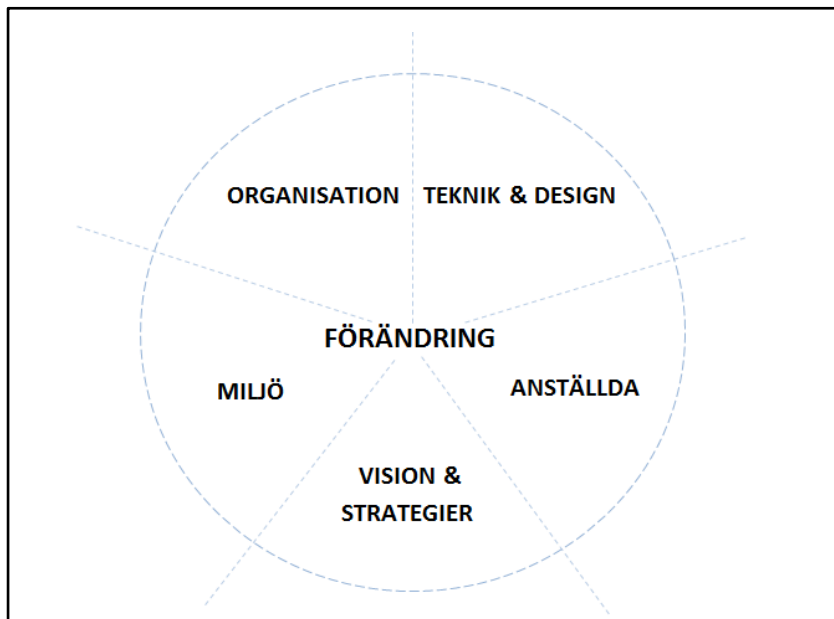 ORGANISATION
TEKNIK & DESIGN
FÖRÄNDRING
MILJÖ
ANSTÄLLDA
VISION &
STRATEGIER